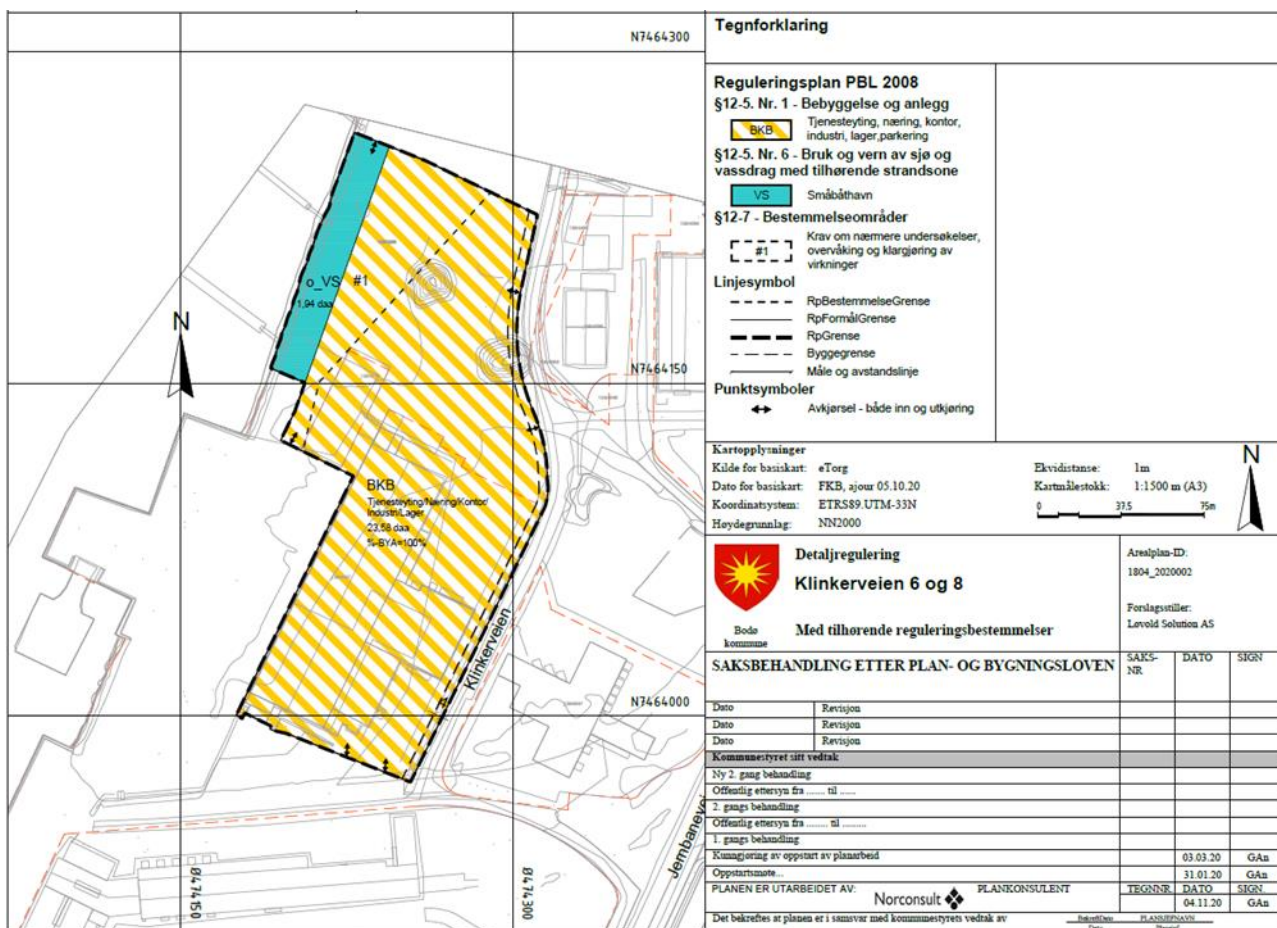 N7464300
N
o_VS #1
1,94 daa
N7464150
BKB
Tjenesteyting/Næring/Kontor/
Industri/Lager
23,58 daa
%-BYA=100%
Klinkerveien
N7464000
Ø474150
Ø474300
Jernbanevei
Tegnforklaring
Reguleringsplan PBL 2008
§12-5. Nr. 1 - Bebyggelse og anlegg
BKB Tjenesteyting, næring, kontor,
industri, lager,parkering
§12-5. Nr. 6 - Bruk og vern av sjø og
vassdrag med tilhørende strandsone
VS Småbåthavn
§12-7 - Bestemmelseområder
#1 Krav om nærmere undersøkelser,
overvåking og klargjøring av
virkninger
Linjesymbol
RpBestemmelseGrense
RpFormålGrense
RpGrense
Byggegrense
Måle og avstandslinje
Punktsymboler
Avkjørsel - både inn og utkjøring
Kartopplysninger
Kilde for basiskart: eTorg
Dato for basiskart: FKB, ajour 05.10.20
Koordinatsystem: ETRS89.UTM-33N
Høydegrunnlag: NN2000
Ekvidistanse: 1m
Kartmålestokk: 1:1500 m (A3)
0 37.5 75m
N
Bodø
kommune
Detaljregulering
Klinkerveien 6 og 8
Med tilhørende reguleringsbestemmelser
Arealplan-ID:
1804_2020002
Forslagsstiller:
Løvold Solution AS
SAKSBEHANDLING ETTER PLAN- OG BYGNINGSLOVEN SAKS-
NR DATO SIGN
Dato Revisjon
Dato Revisjon
Dato Revisjon
Kommunestyret sitt vedtak
Ny 2. gang behandling
Offentlig ettersyn fra ........ til ......
2. gangs behandling
Offentlig ettersyn fra ........ til .........
1. gangs behandling
Kunngjøring av oppstart av planarbeid 03.03.20 GAn
Oppstartsmøte... 31.01.20 GAn
PLANEN ER UTARBEIDET AV: Norconsult PLANKONSULENT TEGNNR. DATO SIGN.
04.11.20 GAn
Det bekreftes at planen er i samsvar med kommunestyrets vedtak av